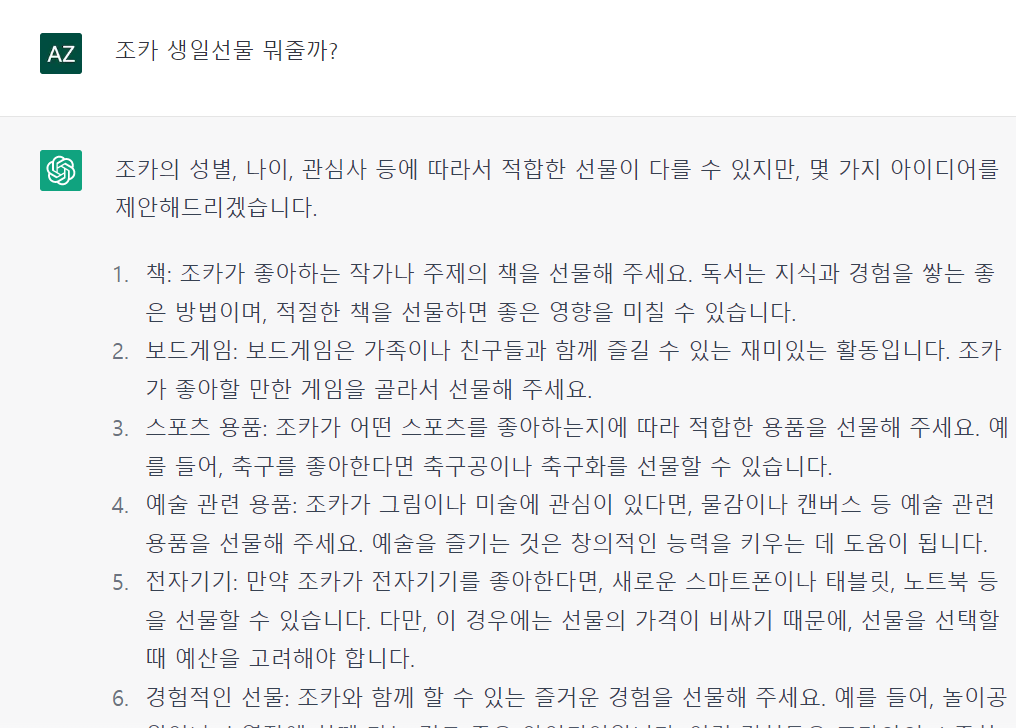 AZ
조카 생일선물 뭐줄까?
조카의 성별, 나이, 관심사 등에 따라서 적합한 선물이 다를 수 있지만, 몇 가지 아이디어를
제안해드리겠습니다.
1. 책: 조카가 좋아하는 작가나 주제의 책을 선물해 주세요. 독서는 지식과 경험을 쌓는 좋
은 방법이며, 적절한 책을 선물하면 좋은 영향을 미칠 수 있습니다.
2. 보드게임: 보드게임은 가족이나 친구들과 함께 즐길 수 있는 재미있는 활동입니다. 조카
가 좋아할 만한 게임을 골라서 선물해 주세요.
3. 스포츠 용품: 조카가 어떤 스포츠를 좋아하는지에 따라 적합한 용품을 선물해 주세요. 예
를 들어, 축구를 좋아한다면 축구공이나 축구화를 선물할 수 있습니다.
4. 예술 관련 용품: 조카가 그림이나 미술에 관심이 있다면, 물감이나 캔버스 등 예술 관련
용품을 선물해 주세요. 예술을 즐기는 것은 창의적인 능력을 키우는 데 도움이 됩니다.
5. 전자기기: 만약 조카가 전자기기를 좋아한다면, 새로운 스마트폰이나 태블릿, 노트북 등
을 선물할 수 있습니다. 다만, 이 경우에는 선물의 가격이 비싸기 때문에, 선물을 선택할
때 예산을 고려해야 합니다.
6. 경험적인 선물: 조카와 함께 할 수 있는 즐거운 경험을 선물해 주세요. 예를 들어, 놀이공